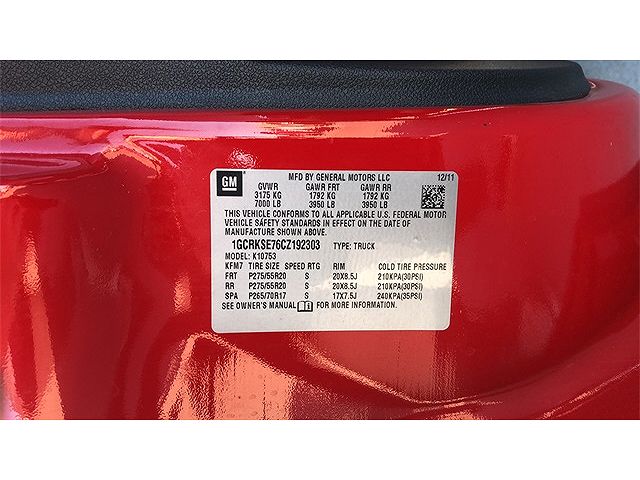 GM MFD BY GENERAL MOTORS LLC 12/11
GVWR GAWR FRT GAWR RR
3175 KG 1792 KG 1792 KG
7000 LB 3950 LB 3950 LB
THIS VEHICLE CONFORMS TO ALL APPLICABLE U.S. FEDERAL MOTOR
VEHICLE SAFETY STANDARDS IN EFFECT ON THE DATE OF
MANUFACTURE SHOWN ABOVE.
1GCRKSE76CZ192303 TYPE: TRUCK
MODEL: K10753
KFM7 TIRE SIZE SPEED RTG RIM COLD TIRE PRESSURE
FRT P275/55R20 S 20X8.5J 210KPA(30PSI)
RR P275/55R20 S 20X8.5J 210KPA(30PSI)
SPA P265/70R17 S 17X7.5J 240KPA(35PSI)
SEE OWNER'S MANUAL FOR MORE INFORMATION.